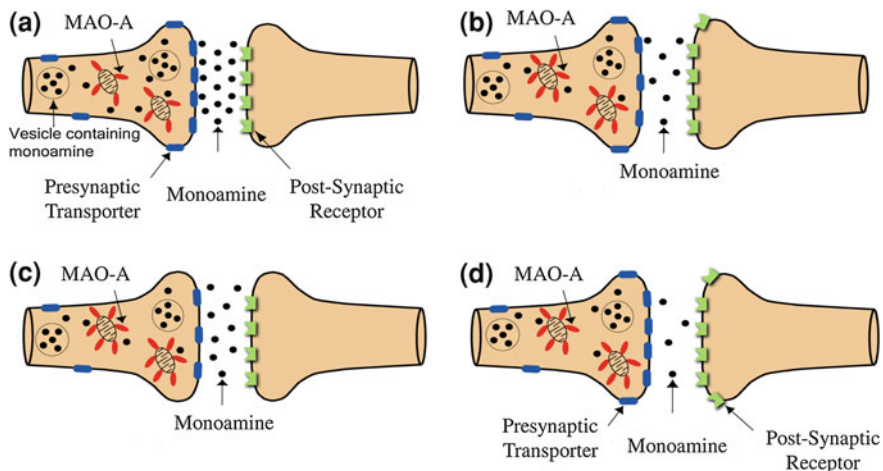 (a)
MAO-A
Vesicle containing
monoamine
Presynaptic
Transporter
Monoamine
Post-Synaptic
Receptor
(b)
MAO-A
Monoamine
(c)
MAO-A
Monoamine
(d)
MAO-A
Presynaptic
Transporter
Monoamine
Post-Synaptic
Receptor